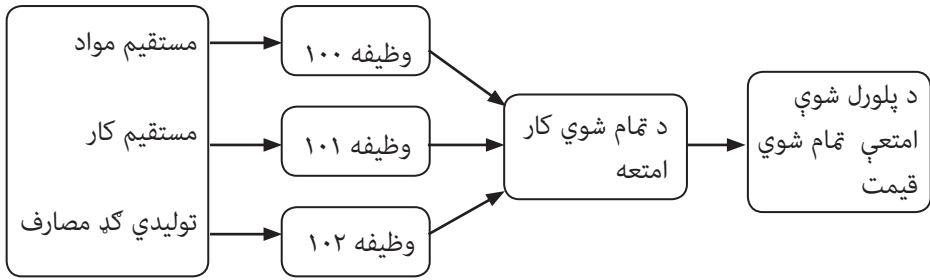 مستقیم مواد
مستقیم کار
تولیدي ګډ مصارف
وظیفه ۱۰۰
وظیفه ۱۰۱
وظیفه ۱۰۲
د تمام شوي کار
امتعه
د پلورل شوې
امتعې تمام شوي
قیمت